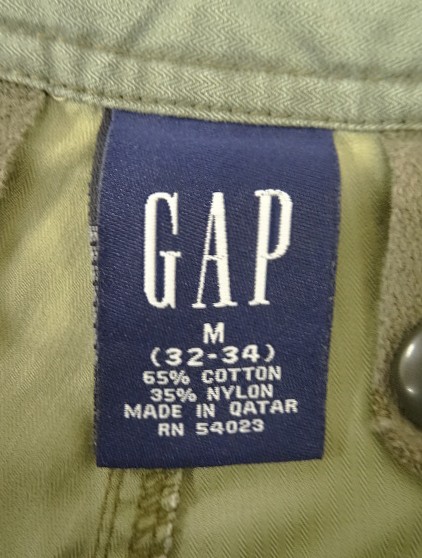 GAP
M
(32-34)
65% COTTON
35% NYLON
MADE IN QATAR
RN 54023